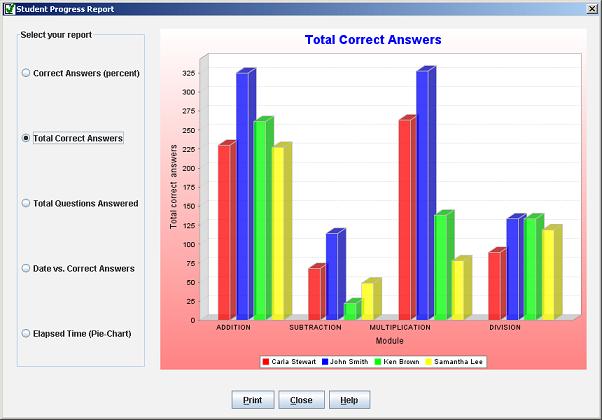 Student Progress Report
Select your report
Correct Answers (percent)
Total Correct Answers
Total Questions Answered
Date vs. Correct Answers
Elapsed Time (Pie-Chart)
Total Correct Answers
Total correct answers
325
300
275
250
225
200
175
150
125
100
75
50
25
0
ADDITION SUBTRACTION MULTIPLICATION DIVISION
Module
Carla Stewart John Smith Ken Brown Samantha Lee
Print Close Help